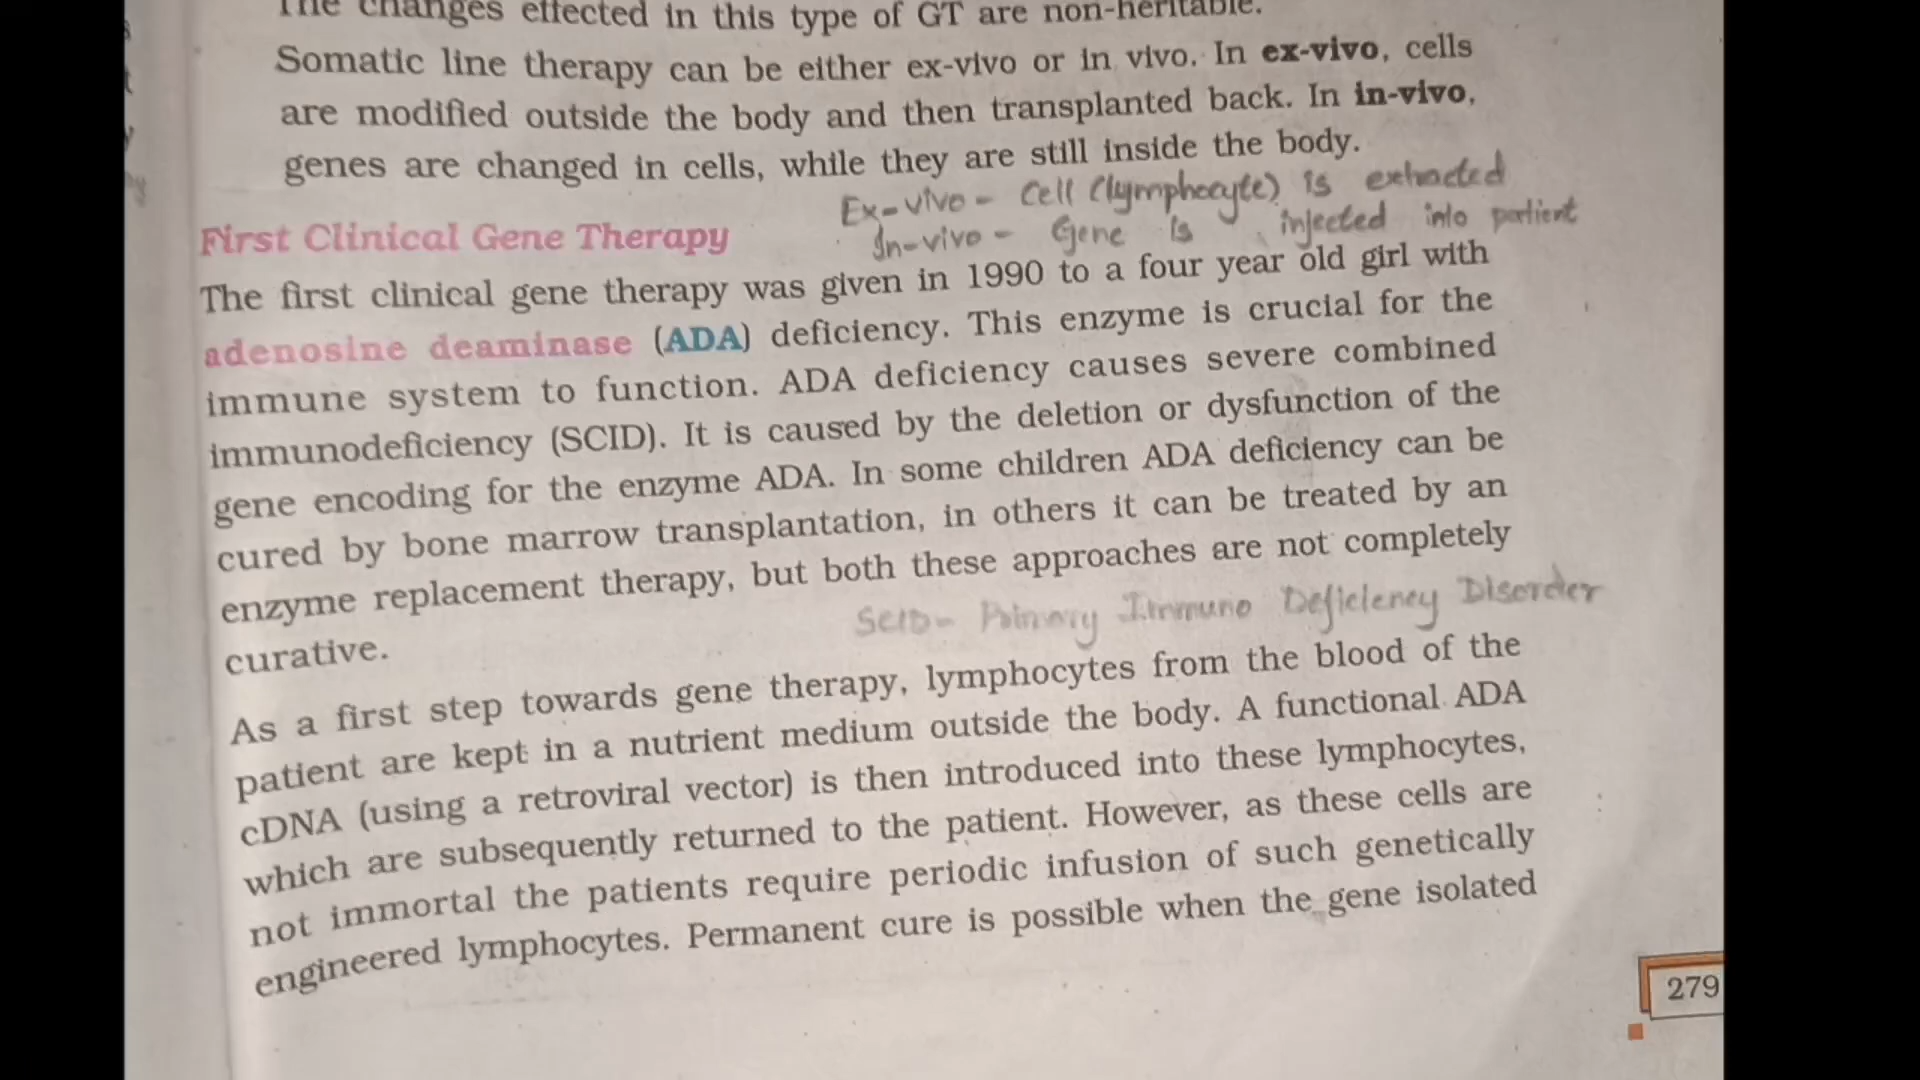 The changes effected in this type of GT are non-heritable.
Somatic line therapy can be either ex-vivo or in vivo. In ex-vivo, cells
are modified outside the body and then transplanted back. In in-vivo,
genes are changed in cells, while they are still inside the body.
Ex-vivo - Cell (lymphocyte) is extracted
In-vivo - Gene is injected into patient
First Clinical Gene Therapy
The first clinical gene therapy was given in 1990 to a four year old girl with
adenosine deaminase (ADA) deficiency. This enzyme is crucial for the
immune system to function. ADA deficiency causes severe combined
immunodeficiency (SCID). It is caused by the deletion or dysfunction of the
gene encoding for the enzyme ADA. In some children ADA deficiency can be
cured by bone marrow transplantation, in others it can be treated by an
enzyme replacement therapy, but both these approaches are not completely
curative.
SCID- Primary Immuno Deficiency Disorder
As a first step towards gene therapy, lymphocytes from the blood of the
patient are kept in a nutrient medium outside the body. A functional ADA
cDNA (using a retroviral vector) is then introduced into these lymphocytes,
which are subsequently returned to the patient. However, as these cells are
not immortal the patients require periodic infusion of such genetically
engineered lymphocytes. Permanent cure is possible when the gene isolated
279